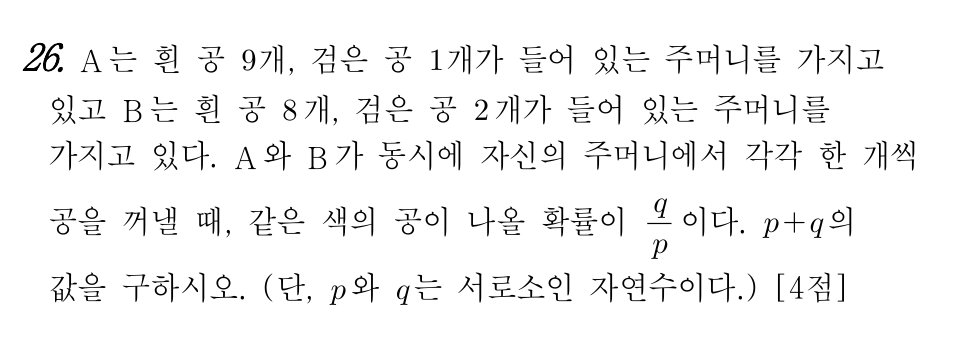 26. A는 흰 공 9개, 검은 공 1개가 들어 있는 주머니를 가지고
있고 B는 흰 공 8개, 검은 공 2개가 들어 있는 주머니를
가지고 있다. A와 B가 동시에 자신의 주머니에서 각각 한 개씩
공을 꺼낼 때, 같은 색의 공이 나올 확률이 q/p 이다. p+q의
값을 구하시오. (단, p와 q는 서로소인 자연수이다.) [4점]